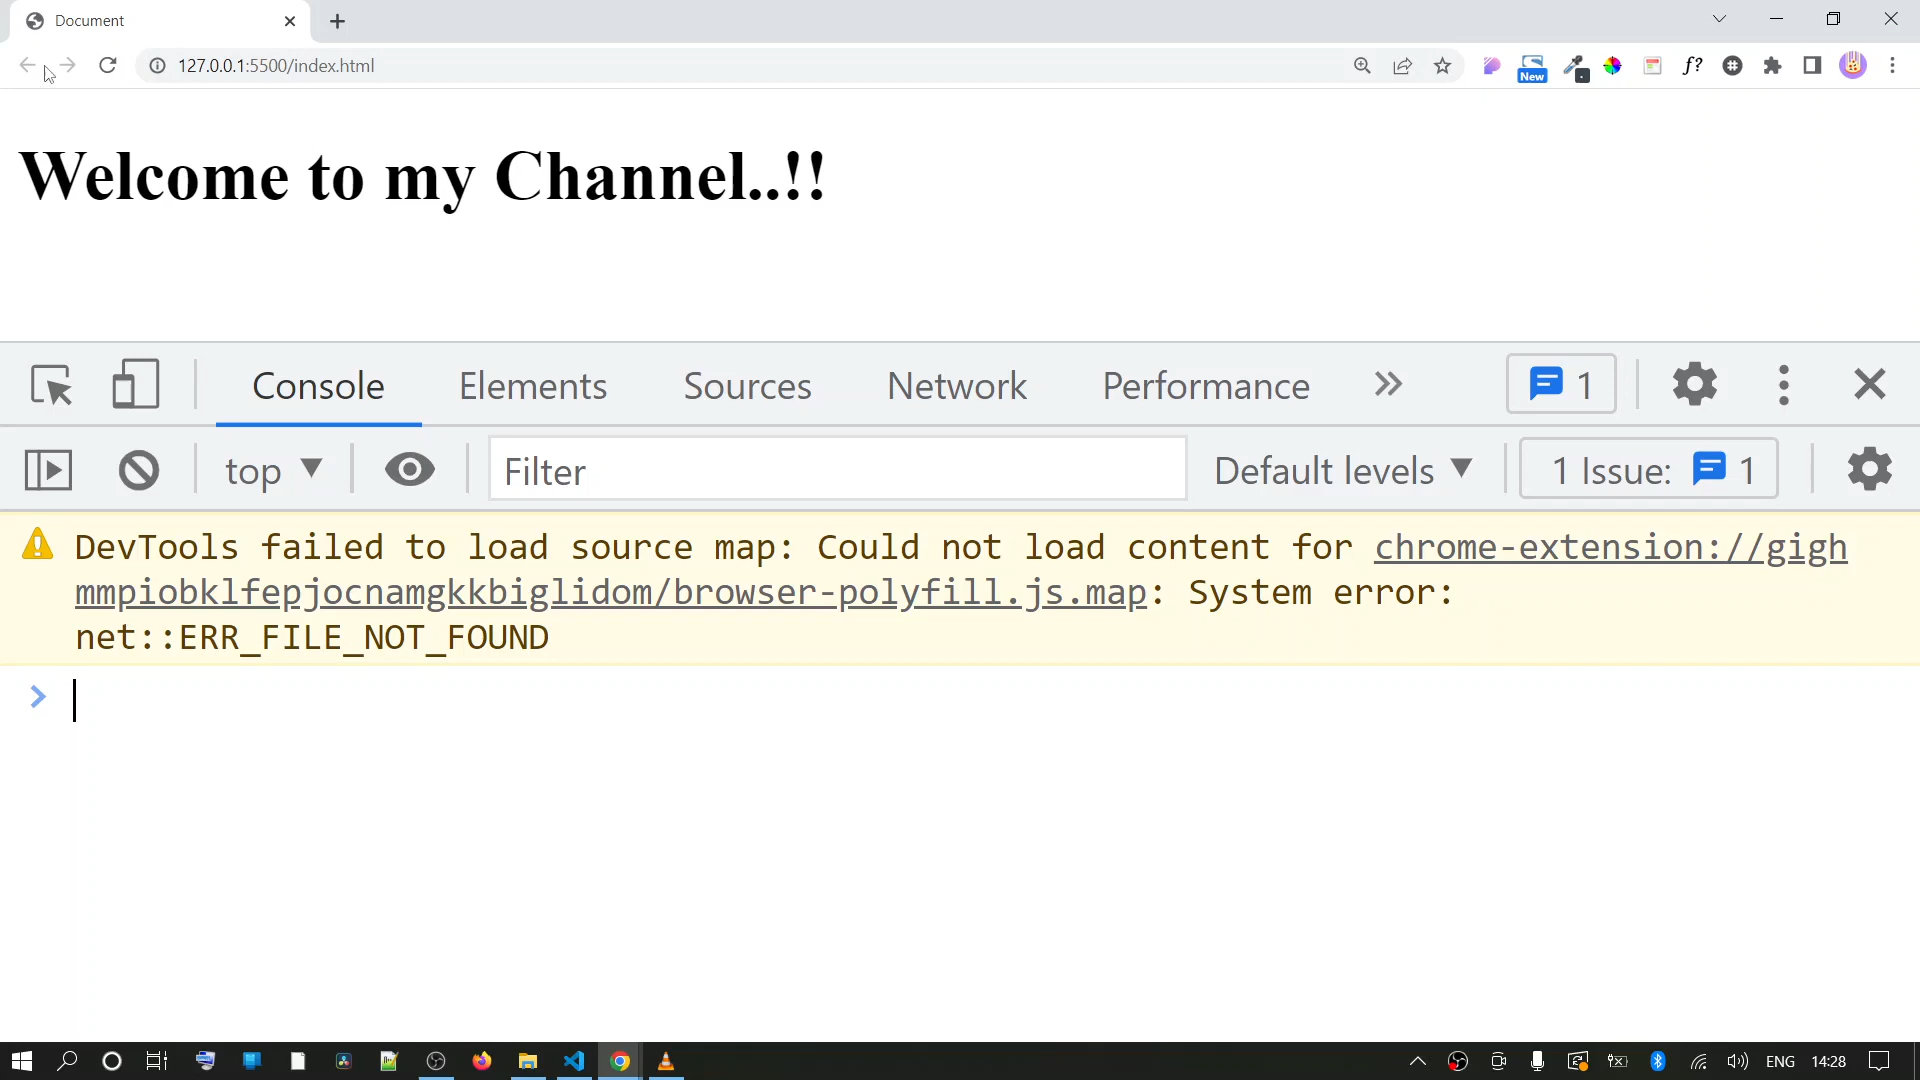 Document
127.0.0.1:5500/index.html
New
f?
Welcome to my Channel..!!
Console Elements Sources Network Performance 1
top Filter Default levels 1 Issue: 1
DevTools failed to load source map: Could not load content for chrome-extension://gigh
mmpiobklfepjocnamgkkbiglidom/browser-polyfill.js.map: System error:
net::ERR_FILE_NOT_FOUND
ENG 14:28